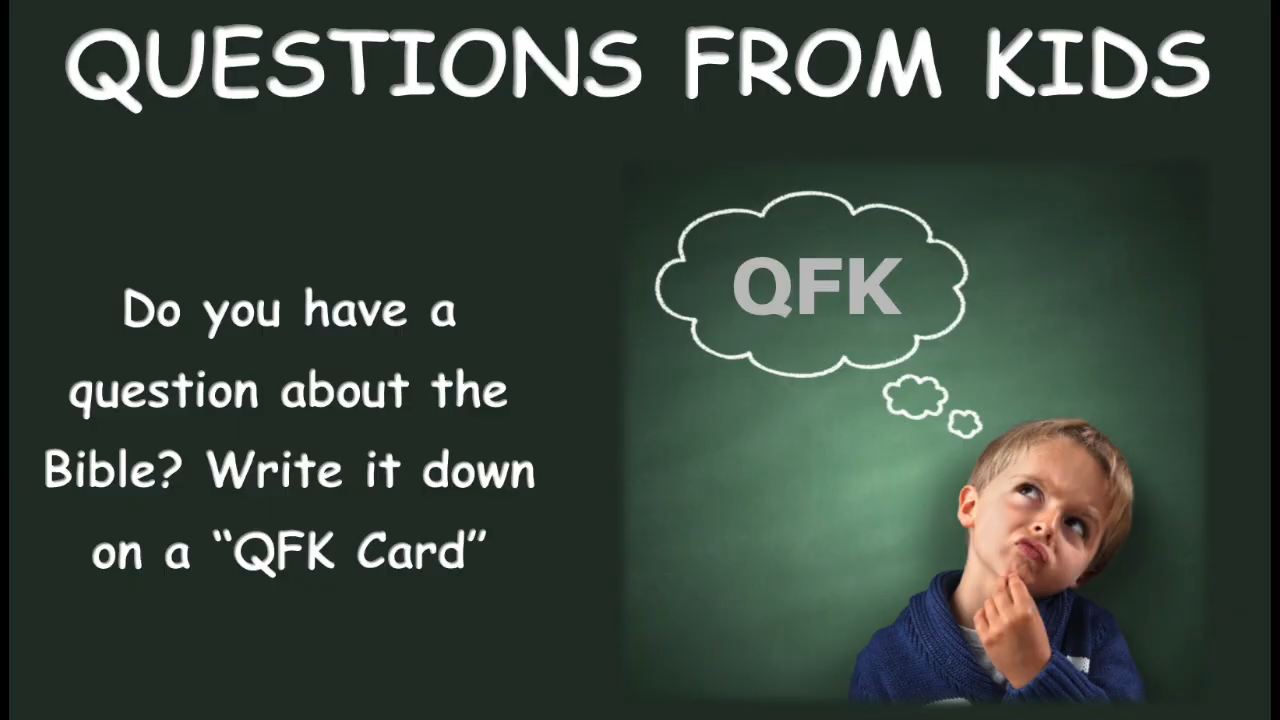 QUESTIONS FROM KIDS
QFK
Do you have a
question about the
Bible? Write it down
on a “QFK Card”